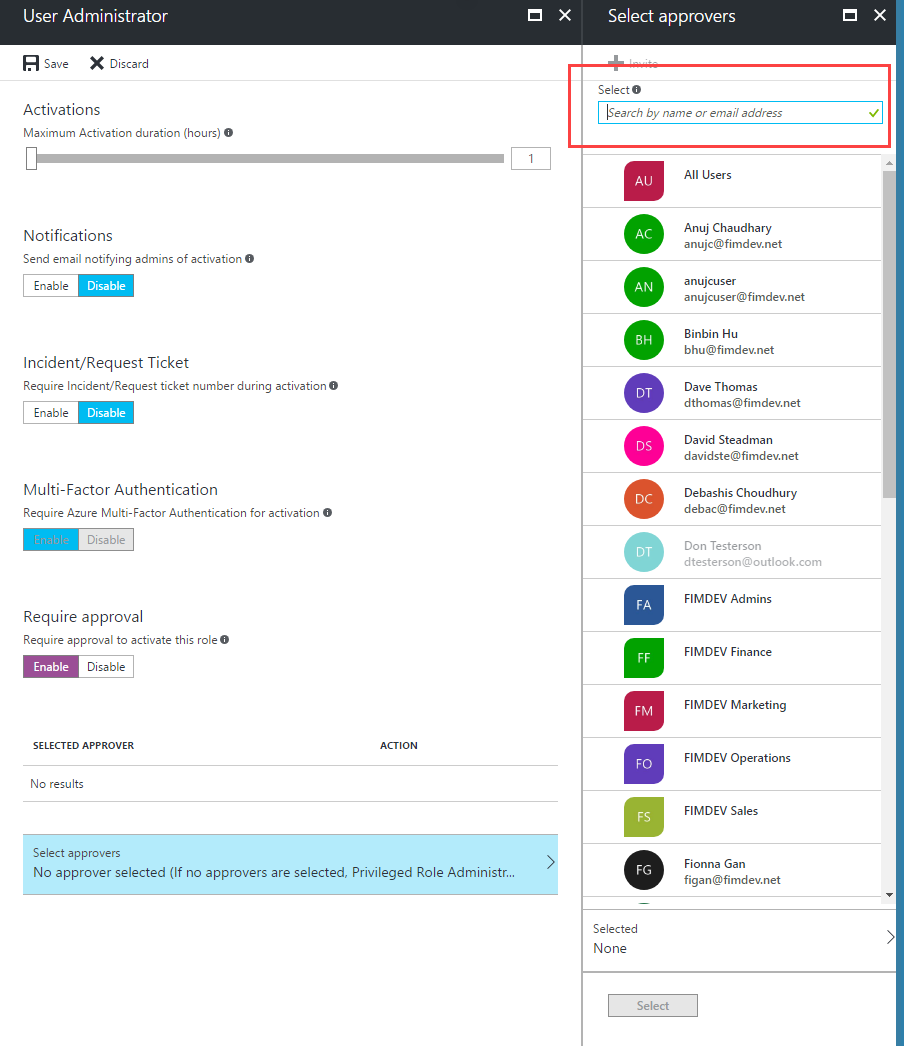 User Administrator
Save
Discard
Activations
Maximum Activation duration (hours)
1
Notifications
Send email notifying admins of activation
Enable
Disable
Incident/Request Ticket
Require Incident/Request ticket number during activation
Enable
Disable
Multi-Factor Authentication
Require Azure Multi-Factor Authentication for activation
Enable
Disable
Require approval
Require approval to activate this role
Enable
Disable
SELECTED APPROVER
ACTION
No results
Select approvers
No approver selected (If no approvers are selected, Privileged Role Administr...
Select approvers
Invite
Select
Search by name or email address
AU
All Users
AC
Anuj Chaudhary
anujc@fimdev.net
AN
anujcuser
anujcuser@fimdev.net
BH
Binbin Hu
bhu@fimdev.net
DT
Dave Thomas
dthomas@fimdev.net
DS
David Steadman
davidste@fimdev.net
DC
Debashis Choudhury
debac@fimdev.net
DT
Don Testerson
dtesterson@outlook.com
FA
FIMDEV Admins
FF
FIMDEV Finance
FM
FIMDEV Marketing
FO
FIMDEV Operations
FS
FIMDEV Sales
FG
Fionna Gan
figan@fimdev.net
Selected
None
Select